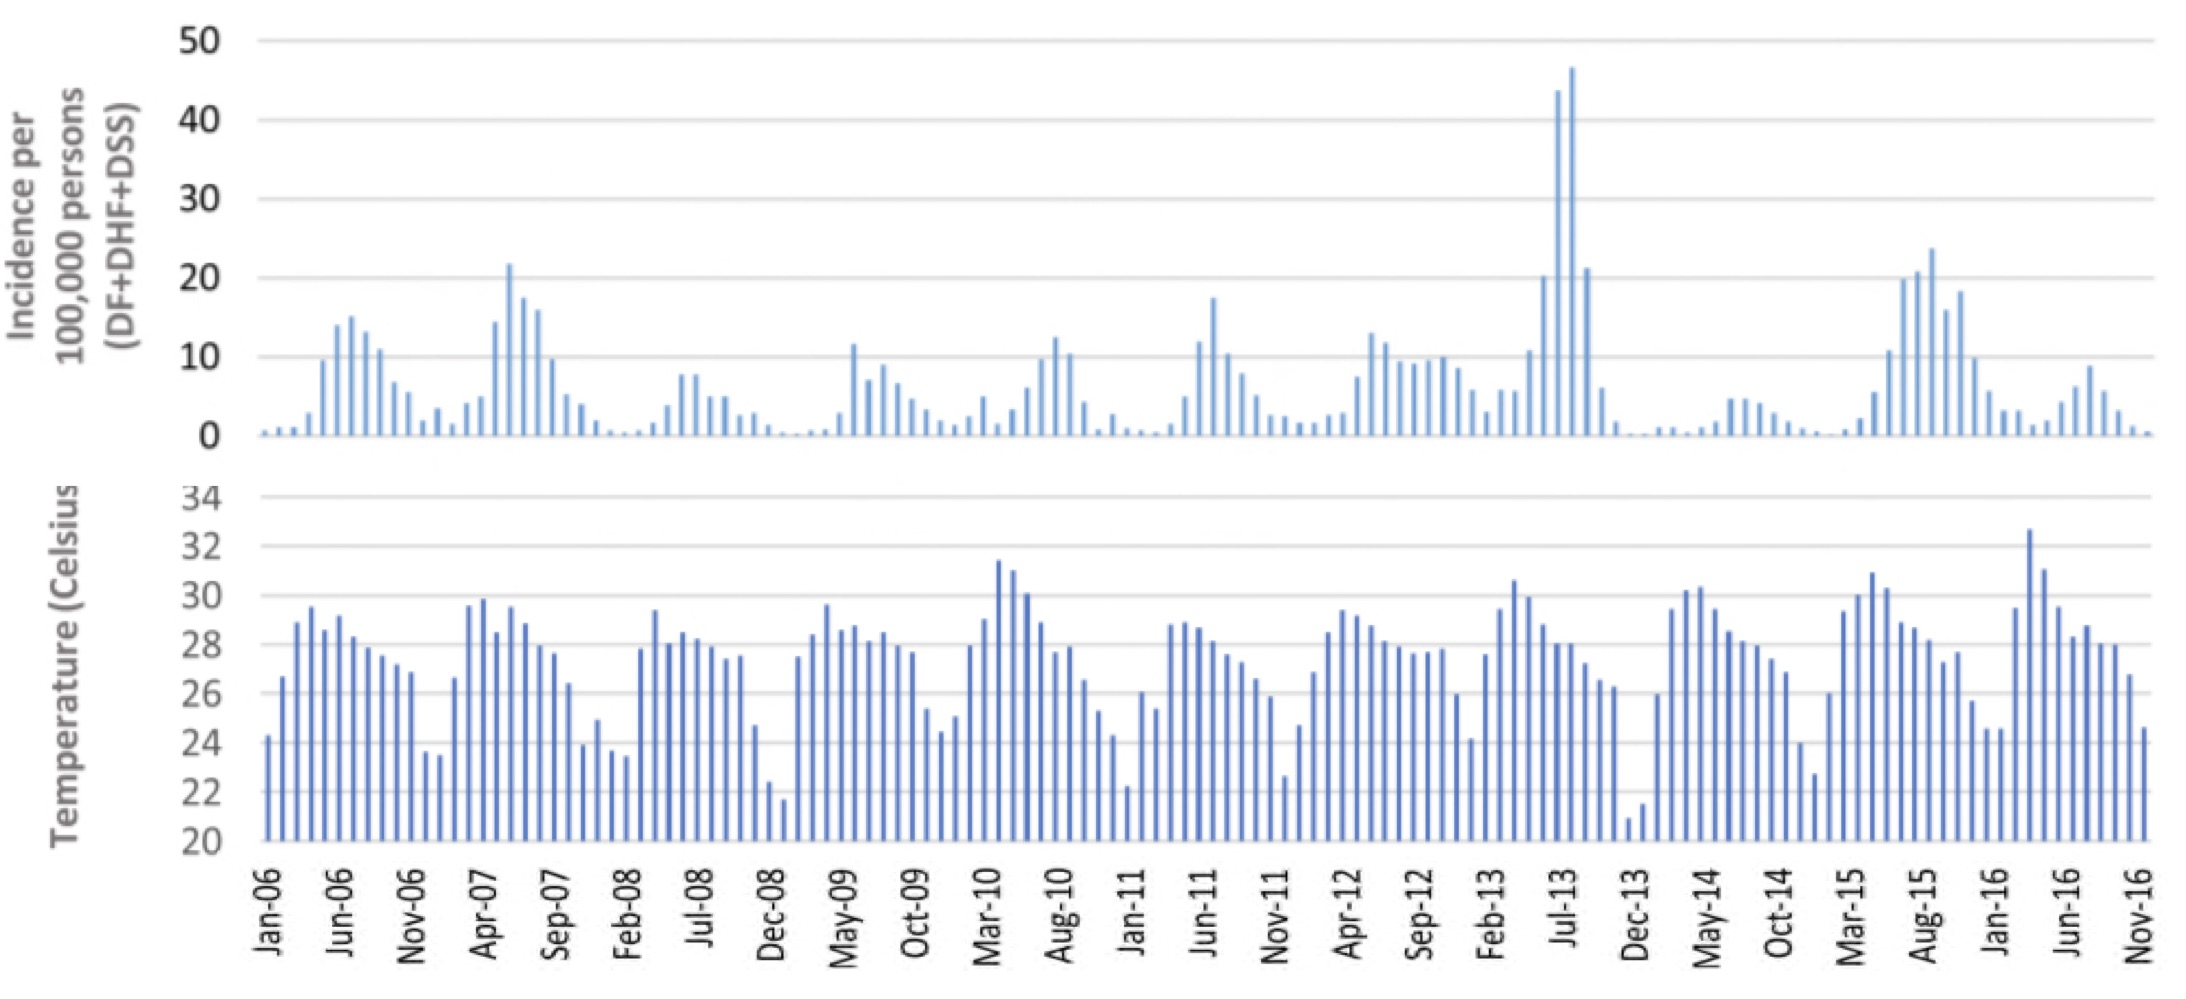 Incidence per
100,000 persons
(DF+DHF+DSS)
50
40
30
20
10
0
Temperature (Celsius
34
32
30
28
26
24
22
20
Jan-06
Jun-06
Nov-06
Apr-07
Sep-07
Feb-08
Jul-08
Dec-08
May-09
Oct-09
Mar-10
Aug-10
Jan-11
Jun-11
Nov-11
Apr-12
Sep-12
Feb-13
Jul-13
Dec-13
May-14
Oct-14
Mar-15
Aug-15
Jan-16
Jun-16
Nov-16